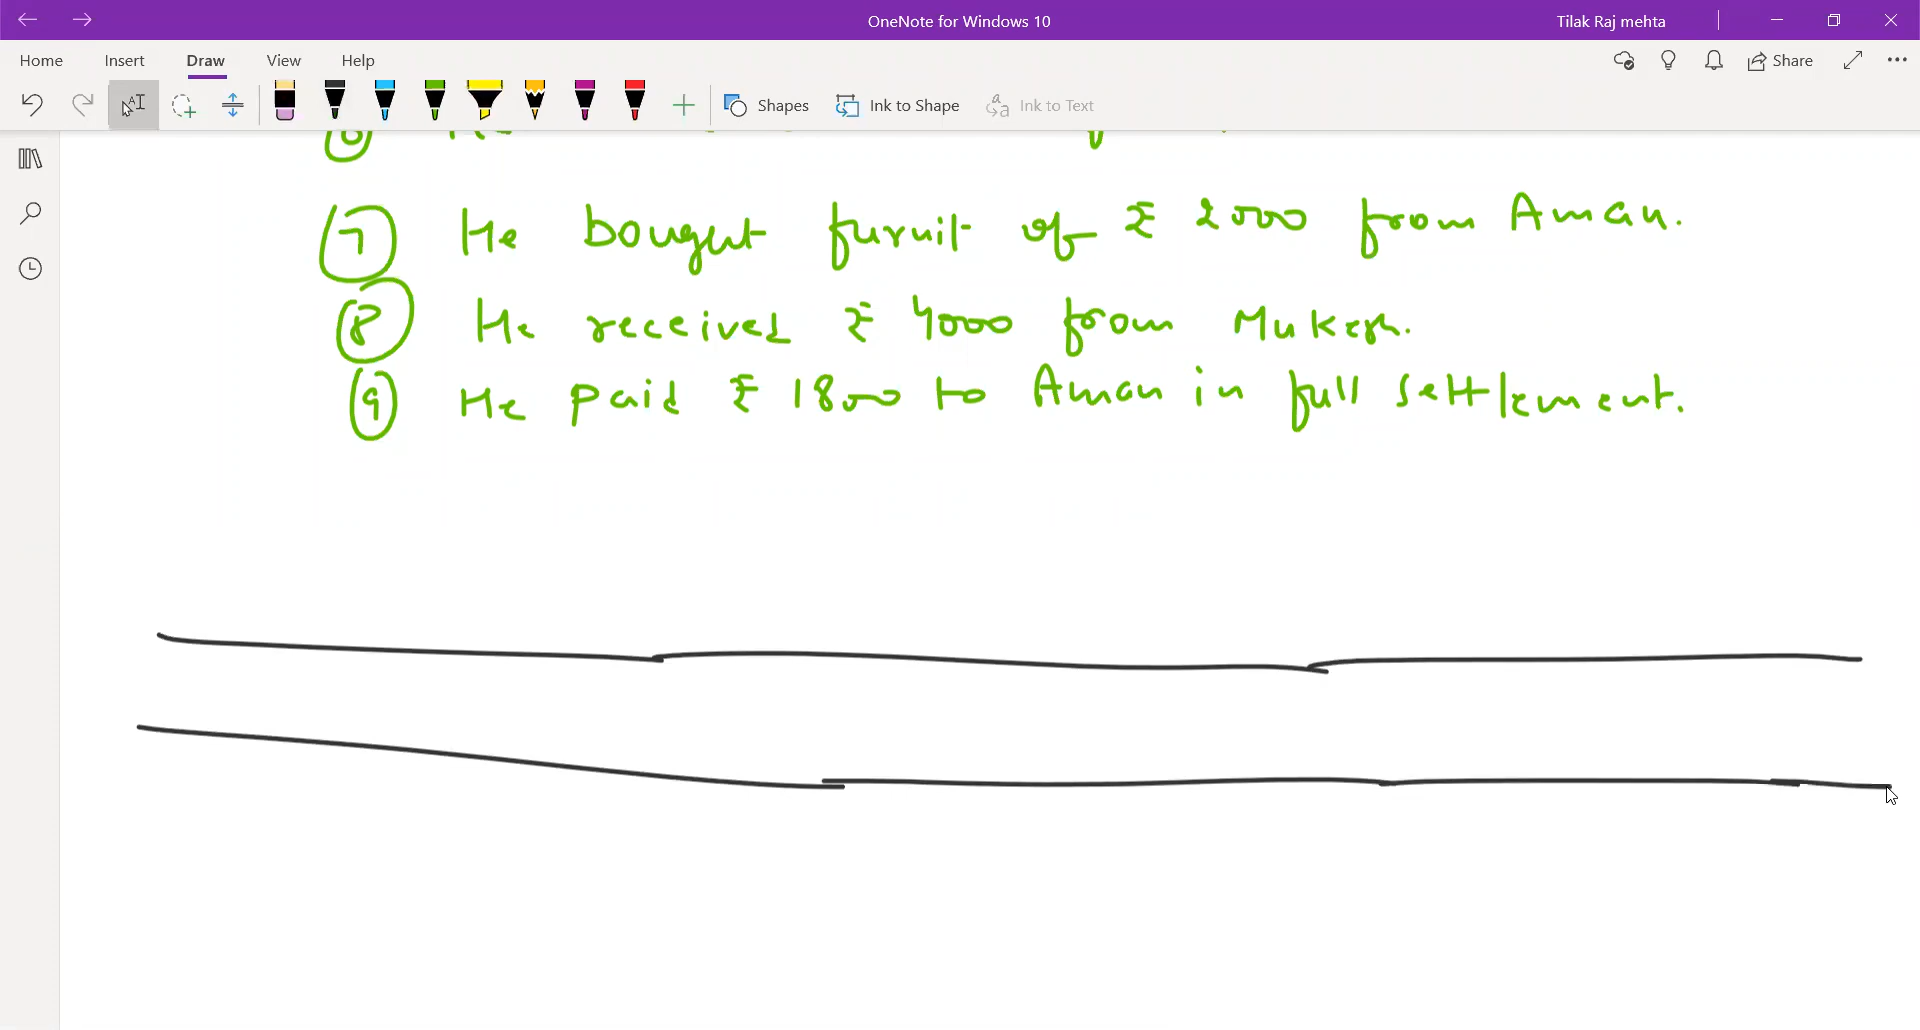 OneNote for Windows 10
Tilak Raj mehta
Home Insert Draw View Help
Share
Shapes Ink to Shape Ink to Text
7 He bought furnit of ₹ 2000 from Aman.
8 He received ₹ 4000 from Mukesh.
9 He paid ₹ 1800 to Aman in full settlement.